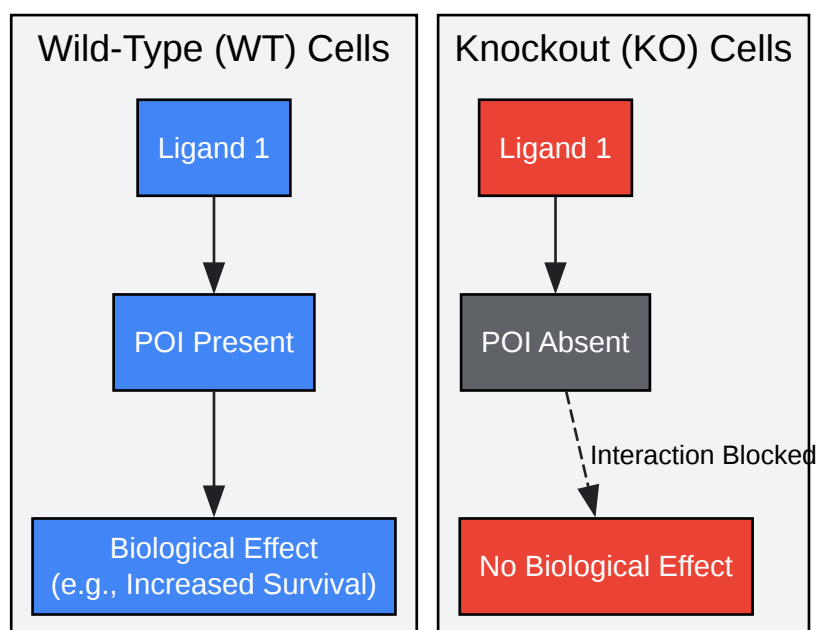 Wild-Type (WT) Cells
Ligand 1
POI Present
Biological Effect
(e.g., Increased Survival)
Knockout (KO) Cells
Ligand 1
POI Absent
Interaction Blocked
No Biological Effect